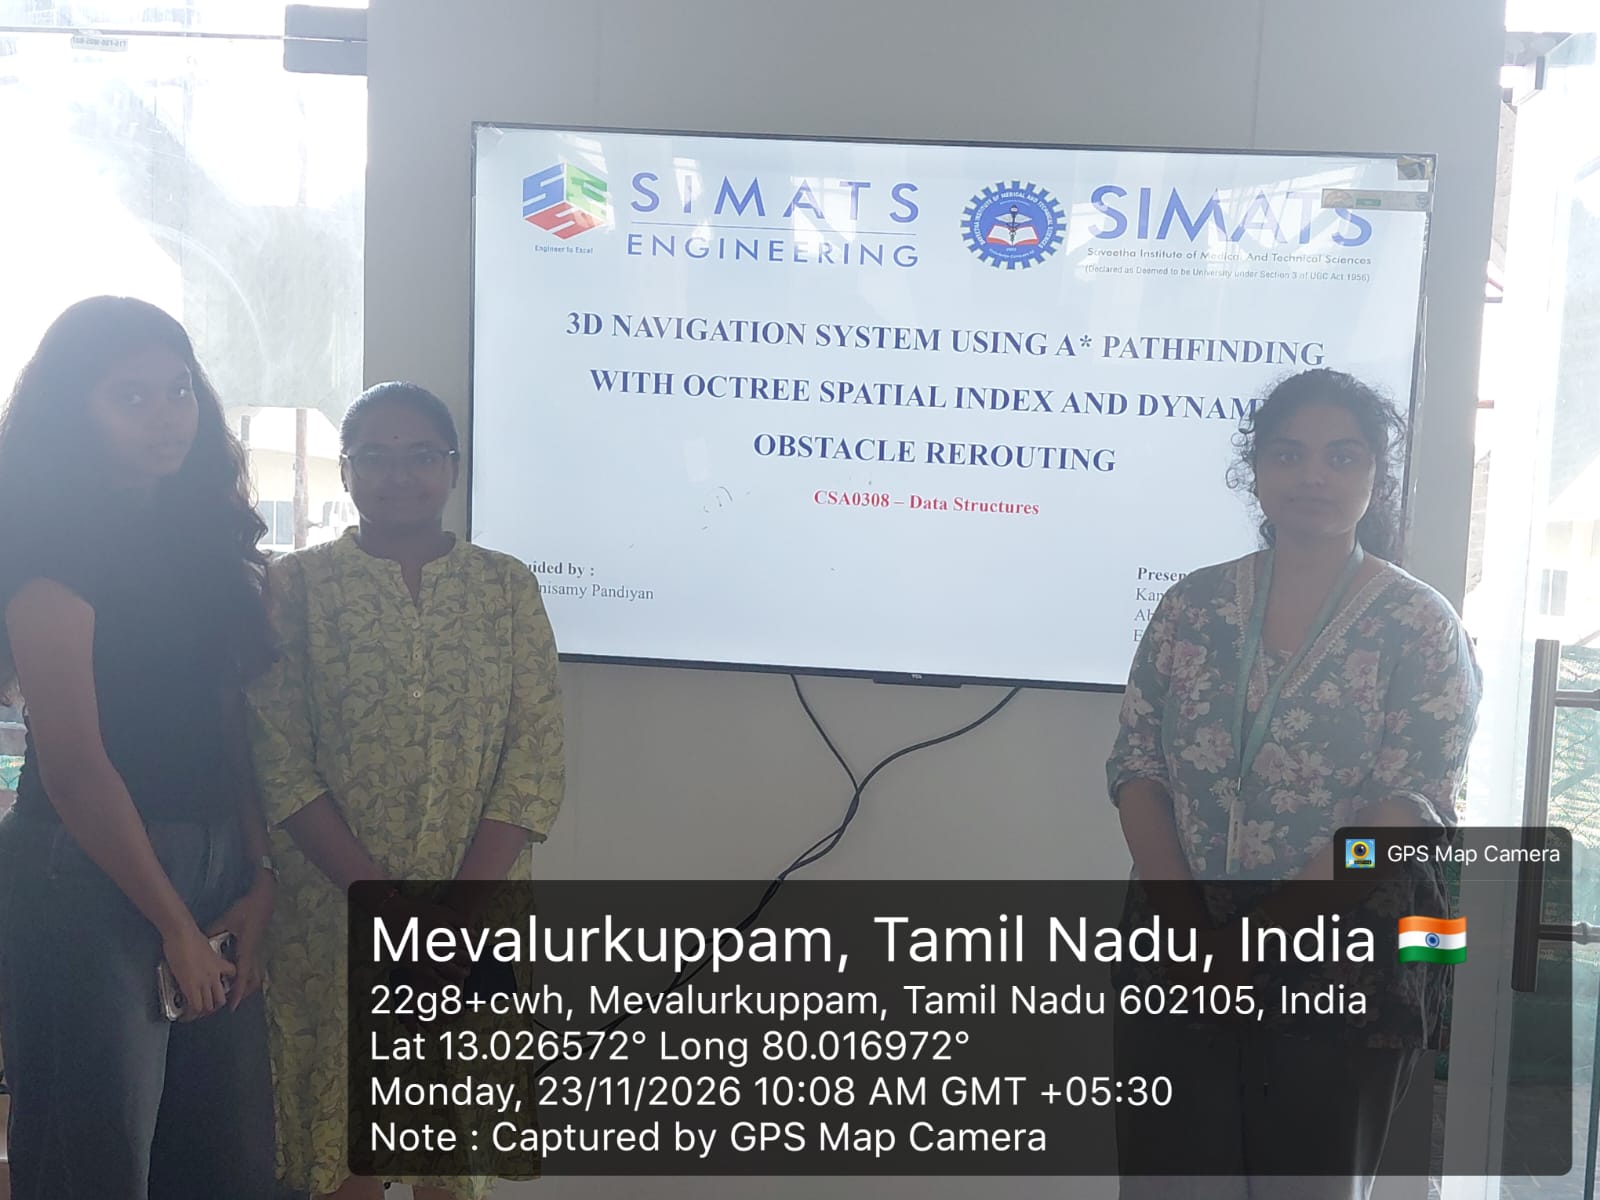 SIMATS
ENGINEERING
Engineer to Excel
SIMATS
Saveetha Institute of Medical And Technical Sciences
(Declared as Deemed to be University under Section 3 of UGC Act 1956)
3D NAVIGATION SYSTEM USING A* PATHFINDING
WITH OCTREE SPATIAL INDEX AND DYNAM
OBSTACLE REROUTING
CSA0308 – Data Structures
ided by :
nisamy Pandiyan
Presen
Kar
Ab
E
GPS Map Camera
Mevalurkuppam, Tamil Nadu, India
22g8+cwh, Mevalurkuppam, Tamil Nadu 602105, India
Lat 13.026572° Long 80.016972°
Monday, 23/11/2026 10:08 AM GMT +05:30
Note : Captured by GPS Map Camera